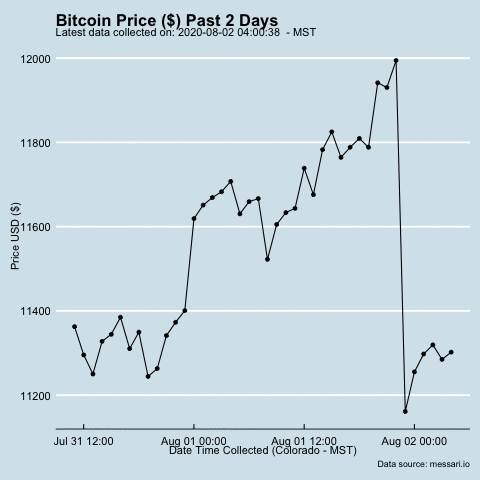 Bitcoin Price ($) Past 2 Days
Latest data collected on: 2020-08-02 04:00:38 - MST
12000
11800
11600
11400
11200
Price USD ($)
Jul 31 12:00 Aug 01 00:00 Aug 01 12:00 Aug 02 00:00
Date Time Collected (Colorado - MST)
Data source: messari.io